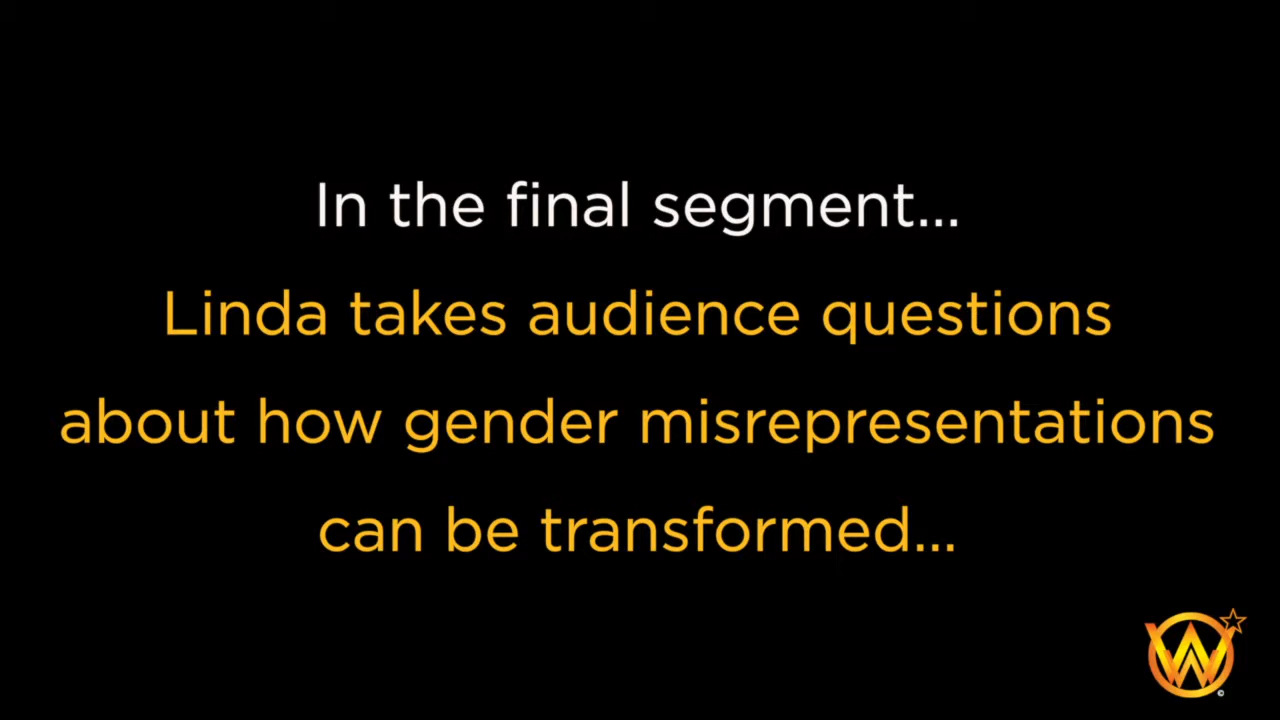 In the final segment...
Linda takes audience questions
about how gender misrepresentations
can be transformed...